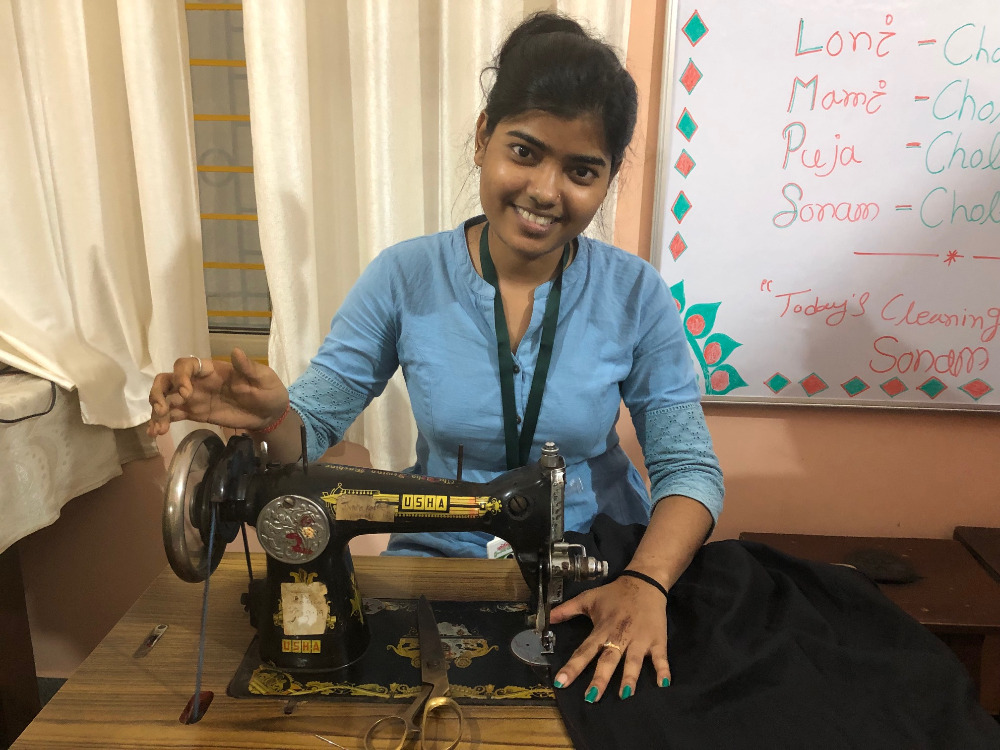 Loni - Cho
Mami - Cho
Puja - Chol
Sonam = Chol
"Today's Cleaning
Sonam
USHA
USHA